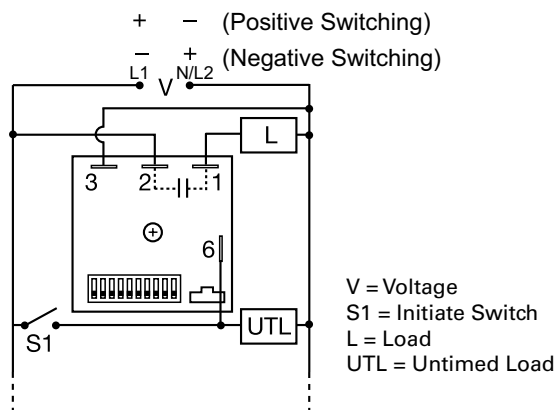 + − (Positive Switching)
− + (Negative Switching)
L1 V N/L2
L
3 2 1
6
S1 UTL
V = Voltage
S1 = Initiate Switch
L = Load
UTL = Untimed Load